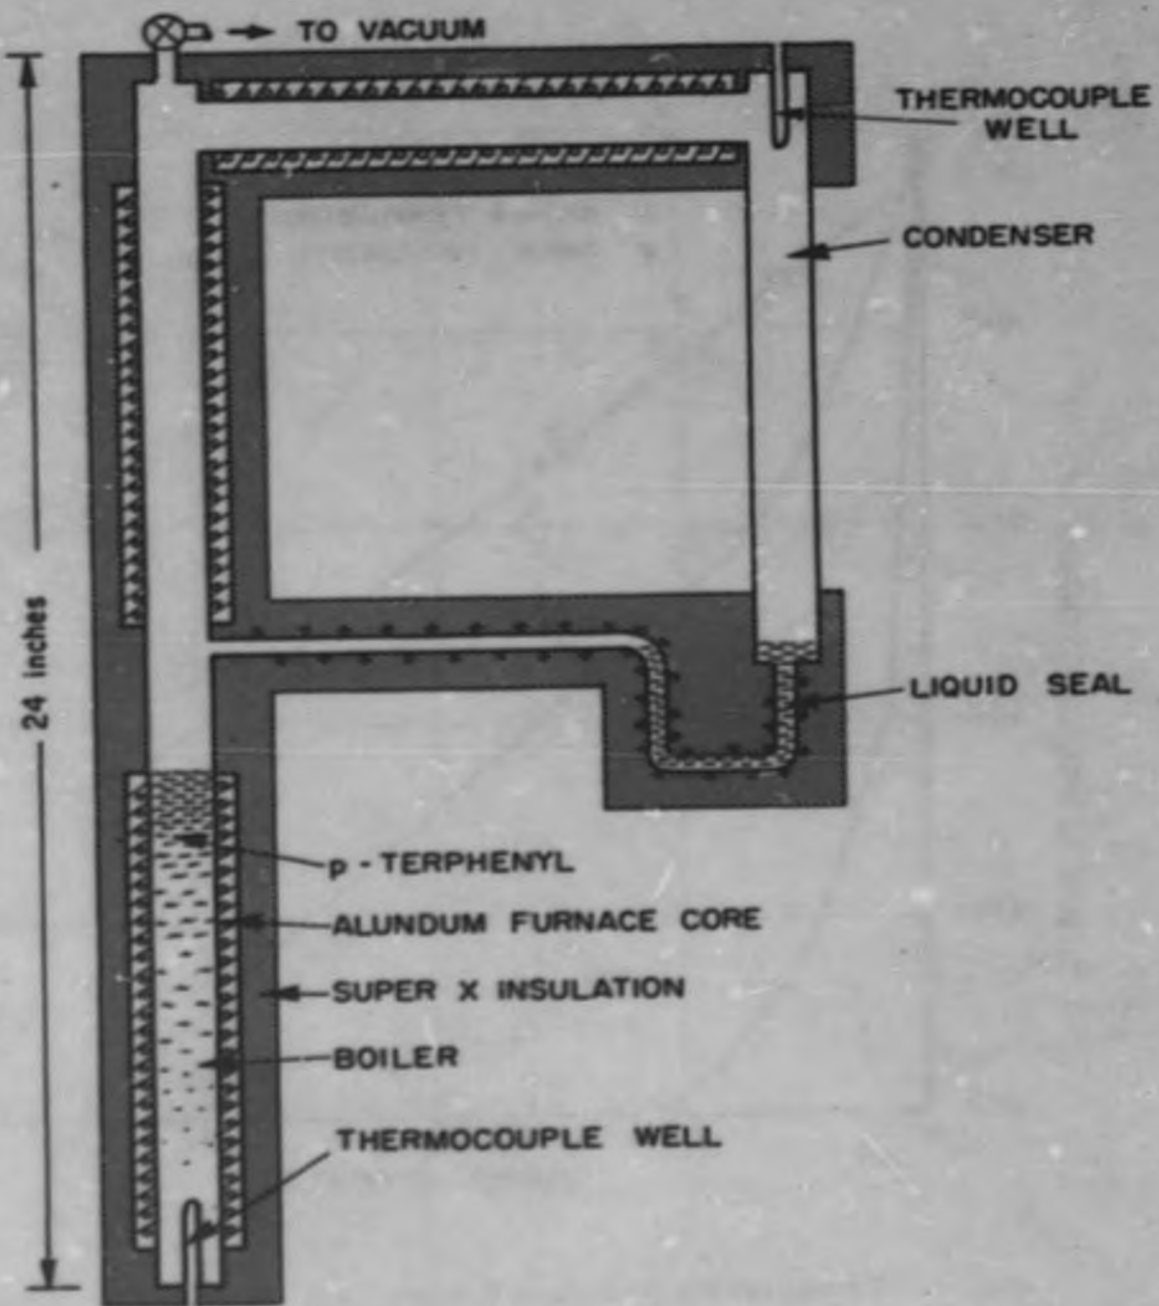 TO VACUUM
THERMOCOUPLE
WELL
CONDENSER
24 inches
LIQUID SEAL
p - TERPHENYL
ALUNDUM FURNACE CORE
SUPER X INSULATION
BOILER
THERMOCOUPLE WELL